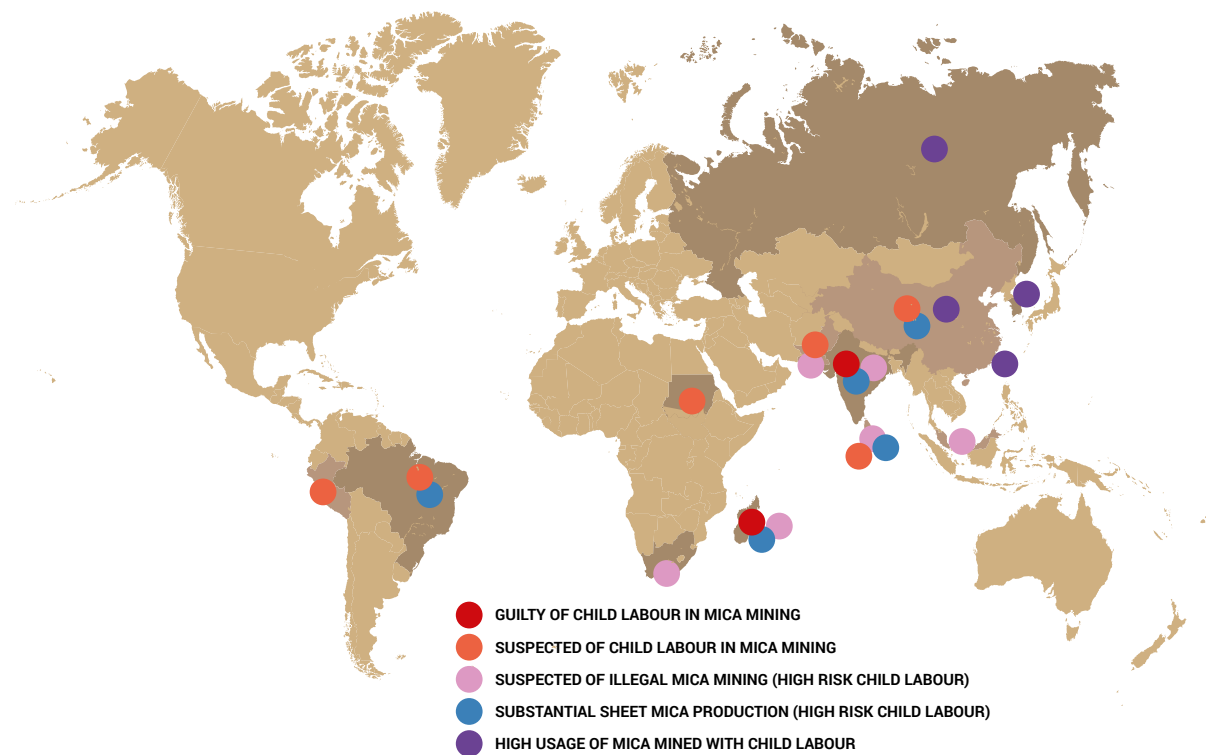 GUILTY OF CHILD LABOUR IN MICA MINING
SUSPECTED OF CHILD LABOUR IN MICA MINING
SUSPECTED OF ILLEGAL MICA MINING (HIGH RISK CHILD LABOUR)
SUBSTANTIAL SHEET MICA PRODUCTION (HIGH RISK CHILD LABOUR)
HIGH USAGE OF MICA MINED WITH CHILD LABOUR